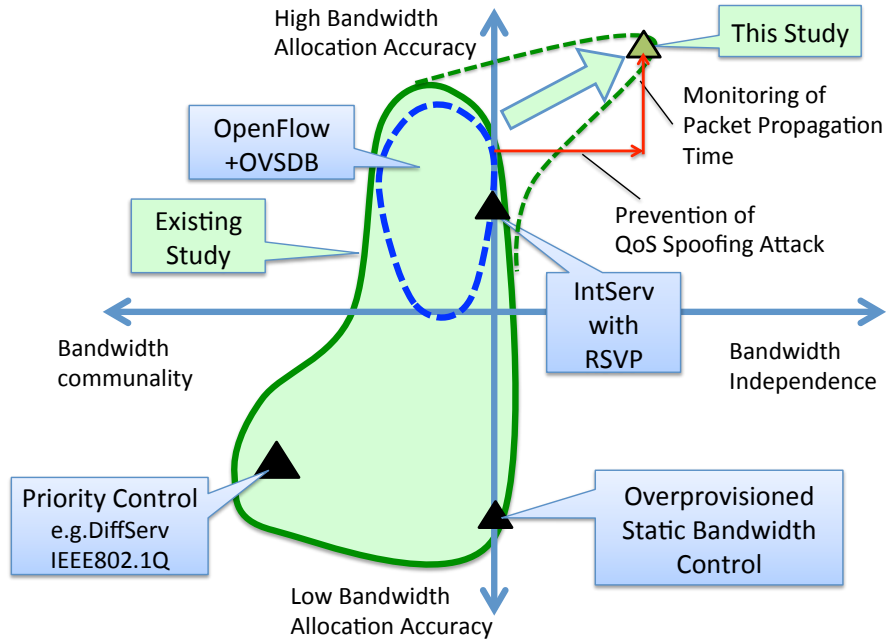 High Bandwidth
Allocation Accuracy
This Study
OpenFlow
+OVSDB
Monitoring of
Packet Propagation
Time
Existing
Study
Prevention of
QoS Spoofing Attack
IntServ
with
RSVP
Bandwidth
communality
Bandwidth
Independence
Priority Control
e.g.DiffServ
IEEE802.1Q
Overprovisioned
Static Bandwidth
Control
Low Bandwidth
Allocation Accuracy